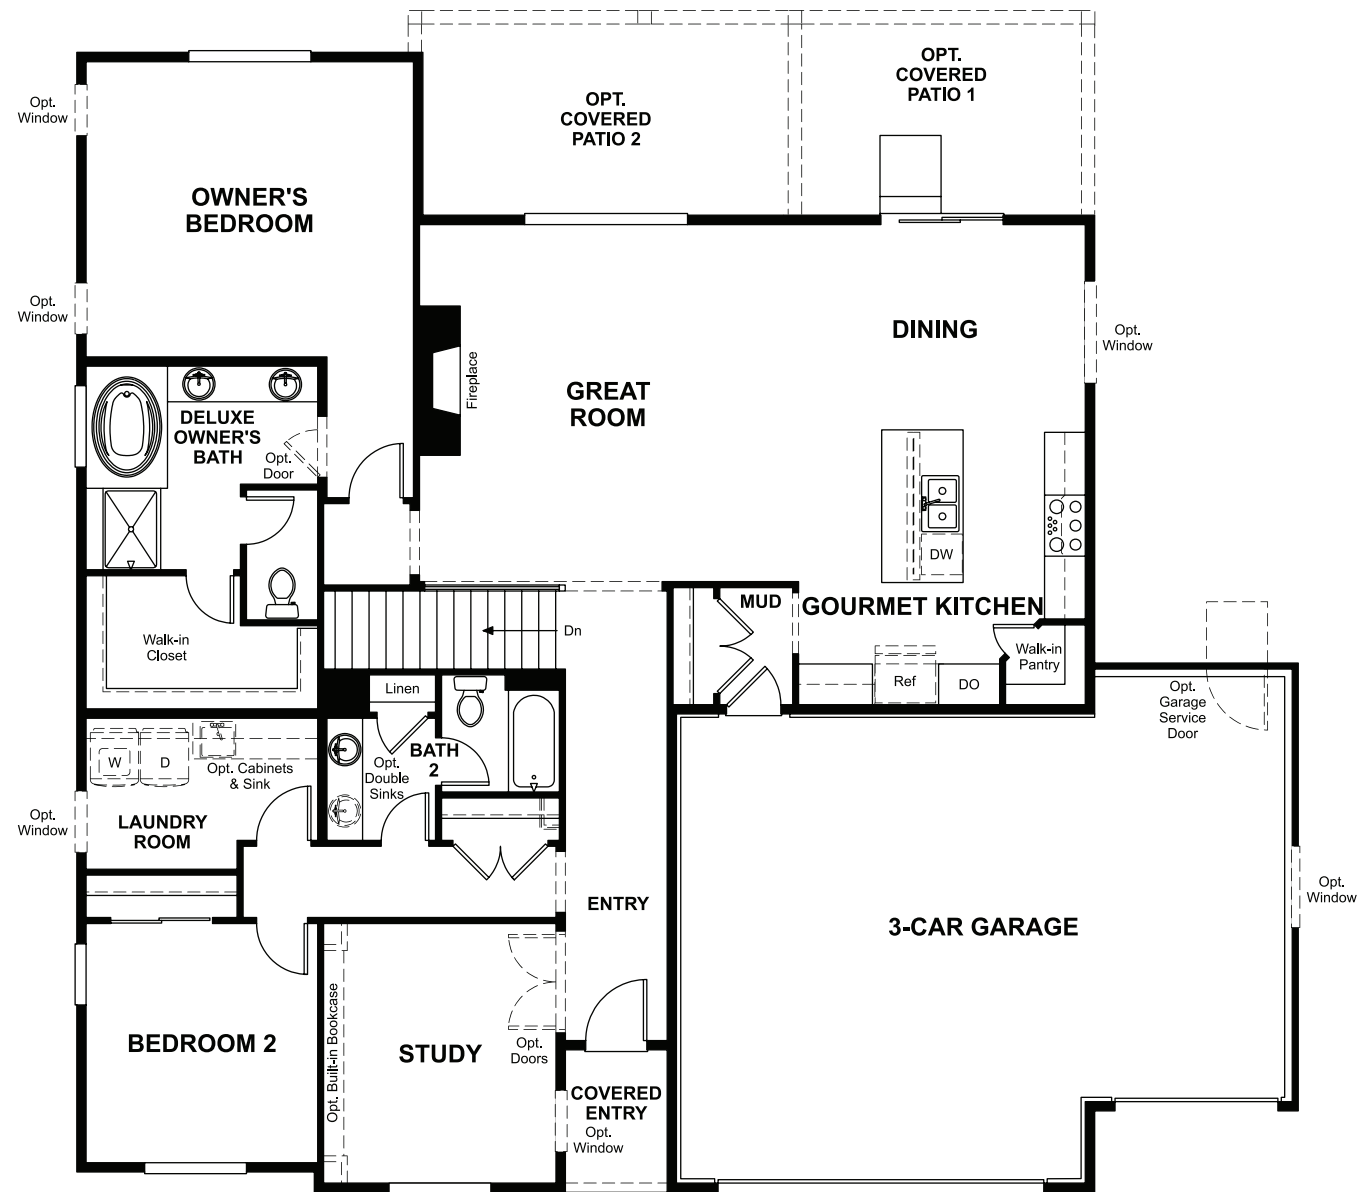 OPT.
COVERED
PATIO 1
OPT.
COVERED
PATIO 2
Opt.
Window
OWNER'S
BEDROOM
Opt.
Window
DINING
Opt.
Window
Fireplace
GREAT
ROOM
DELUXE
OWNER'S
BATH
Opt.
Door
DW
MUD
GOURMET KITCHEN
Dn
Walk-in
Closet
Walk-in
Pantry
Ref
DO
Linen
Opt.
Garage
Service
Door
W
D
Opt. Cabinets
& Sink
BATH
2
Opt.
Double
Sinks
Opt.
Window
LAUNDRY
ROOM
ENTRY
3-CAR GARAGE
Opt.
Window
Opt. Built-in Bookcase
BEDROOM 2
STUDY
Opt.
Doors
COVERED
ENTRY
Opt.
Window